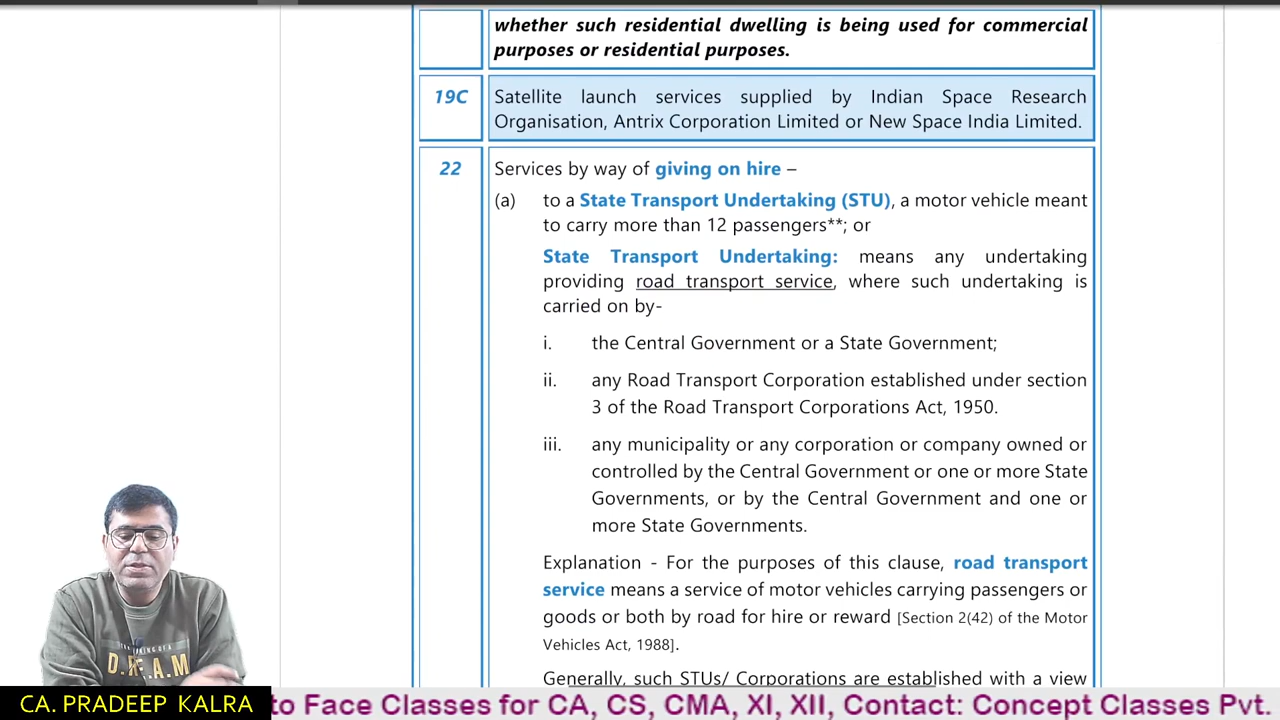 whether such residential dwelling is being used for commercial
purposes or residential purposes.
19C
Satellite launch services supplied by Indian Space Research
Organisation, Antrix Corporation Limited or New Space India Limited.
22
Services by way of giving on hire –
(a) to a State Transport Undertaking (STU), a motor vehicle meant
to carry more than 12 passengers**; or
State Transport Undertaking: means any undertaking
providing road transport service, where such undertaking is
carried on by-
i. the Central Government or a State Government;
ii. any Road Transport Corporation established under section
3 of the Road Transport Corporations Act, 1950.
iii. any municipality or any corporation or company owned or
controlled by the Central Government or one or more State
Governments, or by the Central Government and one or
more State Governments.
Explanation - For the purposes of this clause, road transport
service means a service of motor vehicles carrying passengers or
goods or both by road for hire or reward [Section 2(42) of the Motor
Vehicles Act, 1988].
Generally, such STUs/ Corporations are established with a view
CA. PRADEEP KALRA
to Face Classes for CA, CS, CMA, XI, XII, Contact: Concept Classes Pvt.